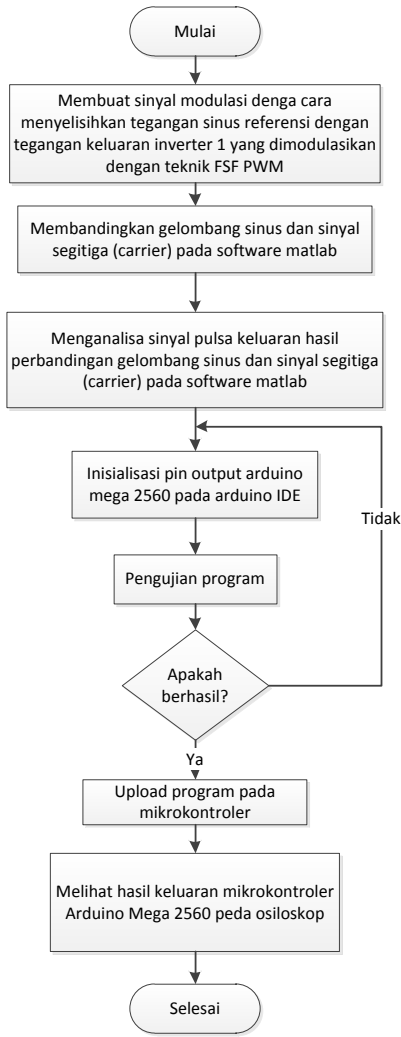 Mulai
Membuat sinyal modulasi denga cara
menyelisihkan tegangan sinus referensi dengan
tegangan keluaran inverter 1 yang dimodulasikan
dengan teknik FSF PWM
Membandingkan gelombang sinus dan sinyal
segitiga (carrier) pada software matlab
Menganalisa sinyal pulsa keluaran hasil
perbandingan gelombang sinus dan sinyal segitiga
(carrier) pada software matlab
Inisialisasi pin output arduino
mega 2560 pada arduino IDE
Tidak
Pengujian program
Apakah
berhasil?
Ya
Upload program pada
mikrokontroler
Melihat hasil keluaran mikrokontroler
Arduino Mega 2560 peda osiloskop
Selesai